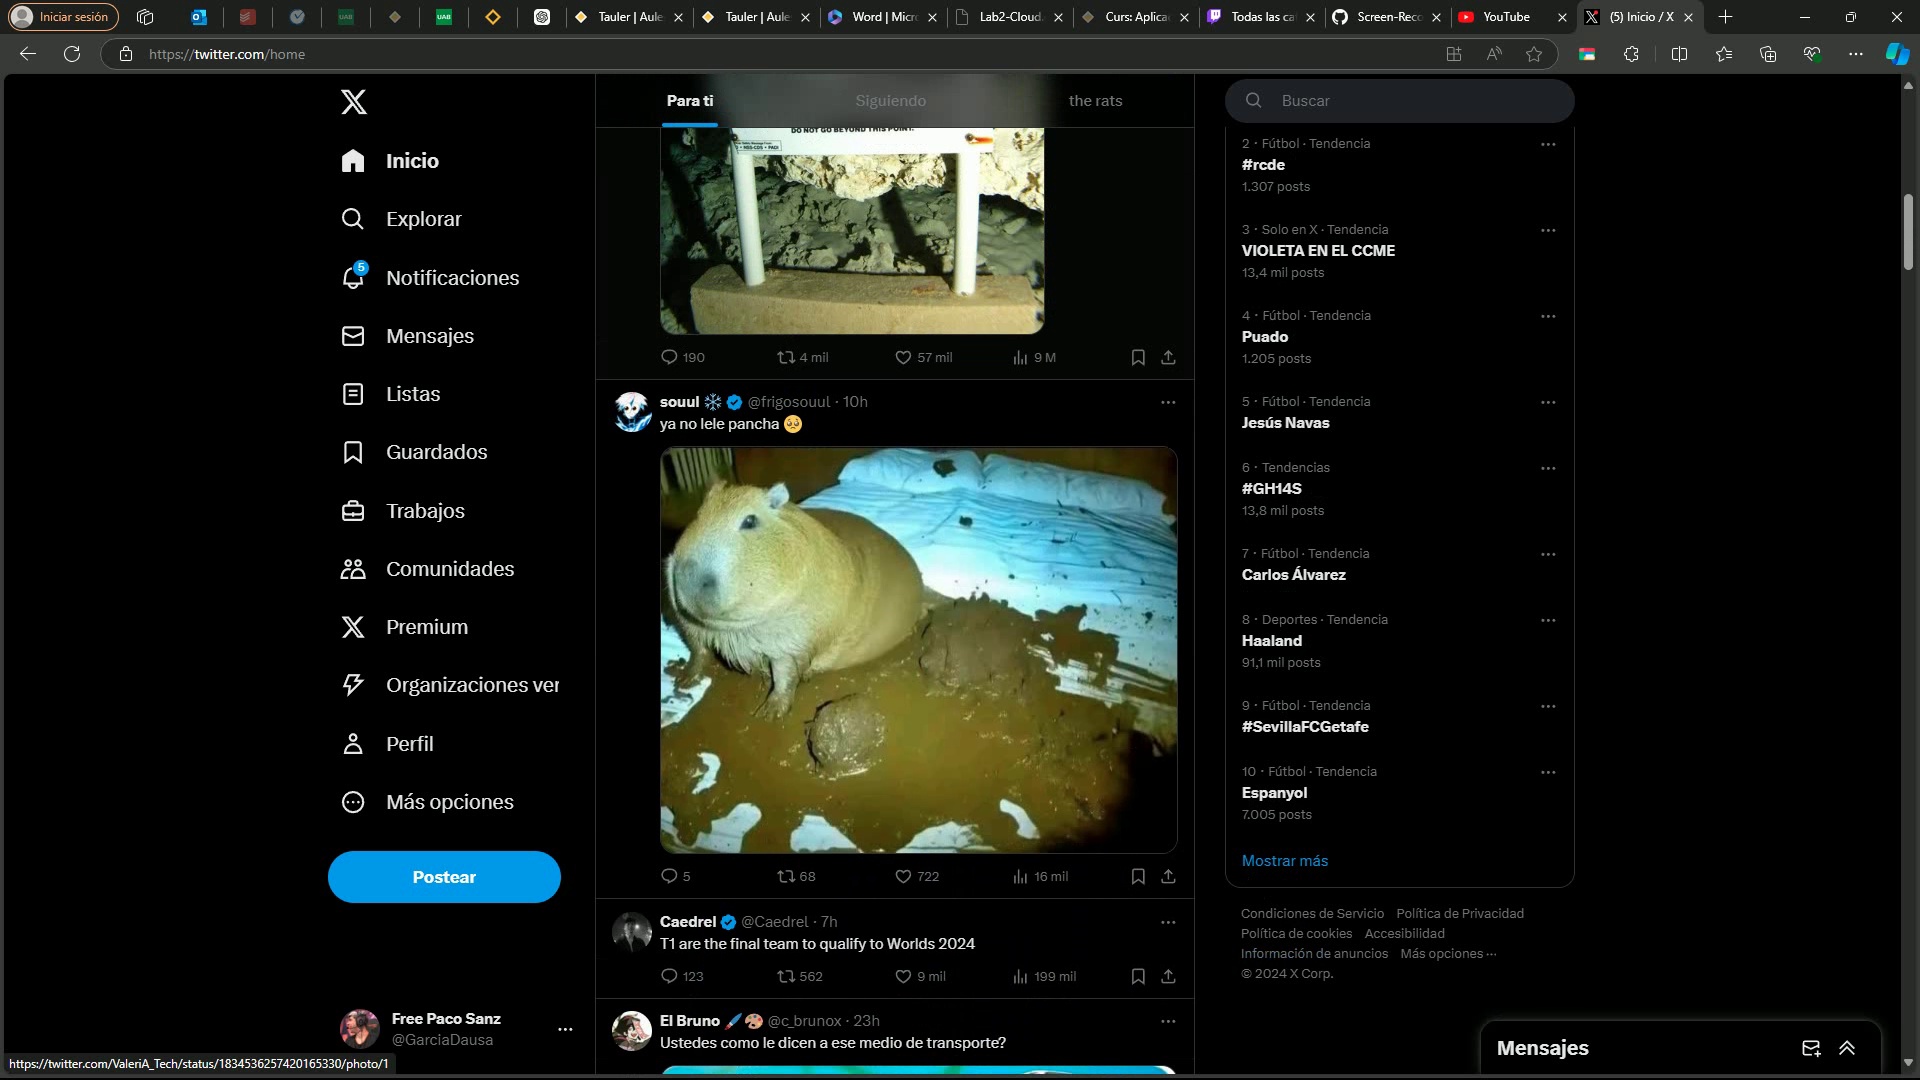 Iniciar sesión
Tauler | Aule
Tauler | Aule
Word | Micr
Lab2-Cloud.
Curs: Aplica
Todas las ca
Screen-Reco
YouTube
(5) Inicio / X
https://twitter.com/home
Para ti
Siguiendo
the rats
Buscar
Inicio
Explorar
5
Notificaciones
Mensajes
Listas
Guardados
Trabajos
Comunidades
Premium
Organizaciones ver
Perfil
Más opciones
Postear
Free Paco Sanz
@GarciaDausa
https://twitter.com/ValeriA_Tech/status/1834536257420165330/photo/1
DO NOT GO BEYOND THIS POINT.
190
4 mil
57 mil
9 M
souul @frigosouul · 10h
ya no lele pancha 🥺
5
68
722
16 mil
Caedrel @Caedrel · 7h
T1 are the final team to qualify to Worlds 2024
123
562
9 mil
199 mil
El Bruno 🖌️🎨 @c_brunox · 23h
Ustedes como le dicen a ese medio de transporte?
2 · Fútbol · Tendencia
#rcde
1.307 posts
3 · Solo en X · Tendencia
VIOLETA EN EL CCME
13,4 mil posts
4 · Fútbol · Tendencia
Puado
1.205 posts
5 · Fútbol · Tendencia
Jesús Navas
6 · Tendencias
#GH14S
13,8 mil posts
7 · Fútbol · Tendencia
Carlos Álvarez
8 · Deportes · Tendencia
Haaland
91,1 mil posts
9 · Fútbol · Tendencia
#SevillaFCGetafe
10 · Fútbol · Tendencia
Espanyol
7.005 posts
Mostrar más
Condiciones de Servicio Política de Privacidad
Política de cookies Accesibilidad
Información de anuncios Más opciones ···
© 2024 X Corp.
Mensajes